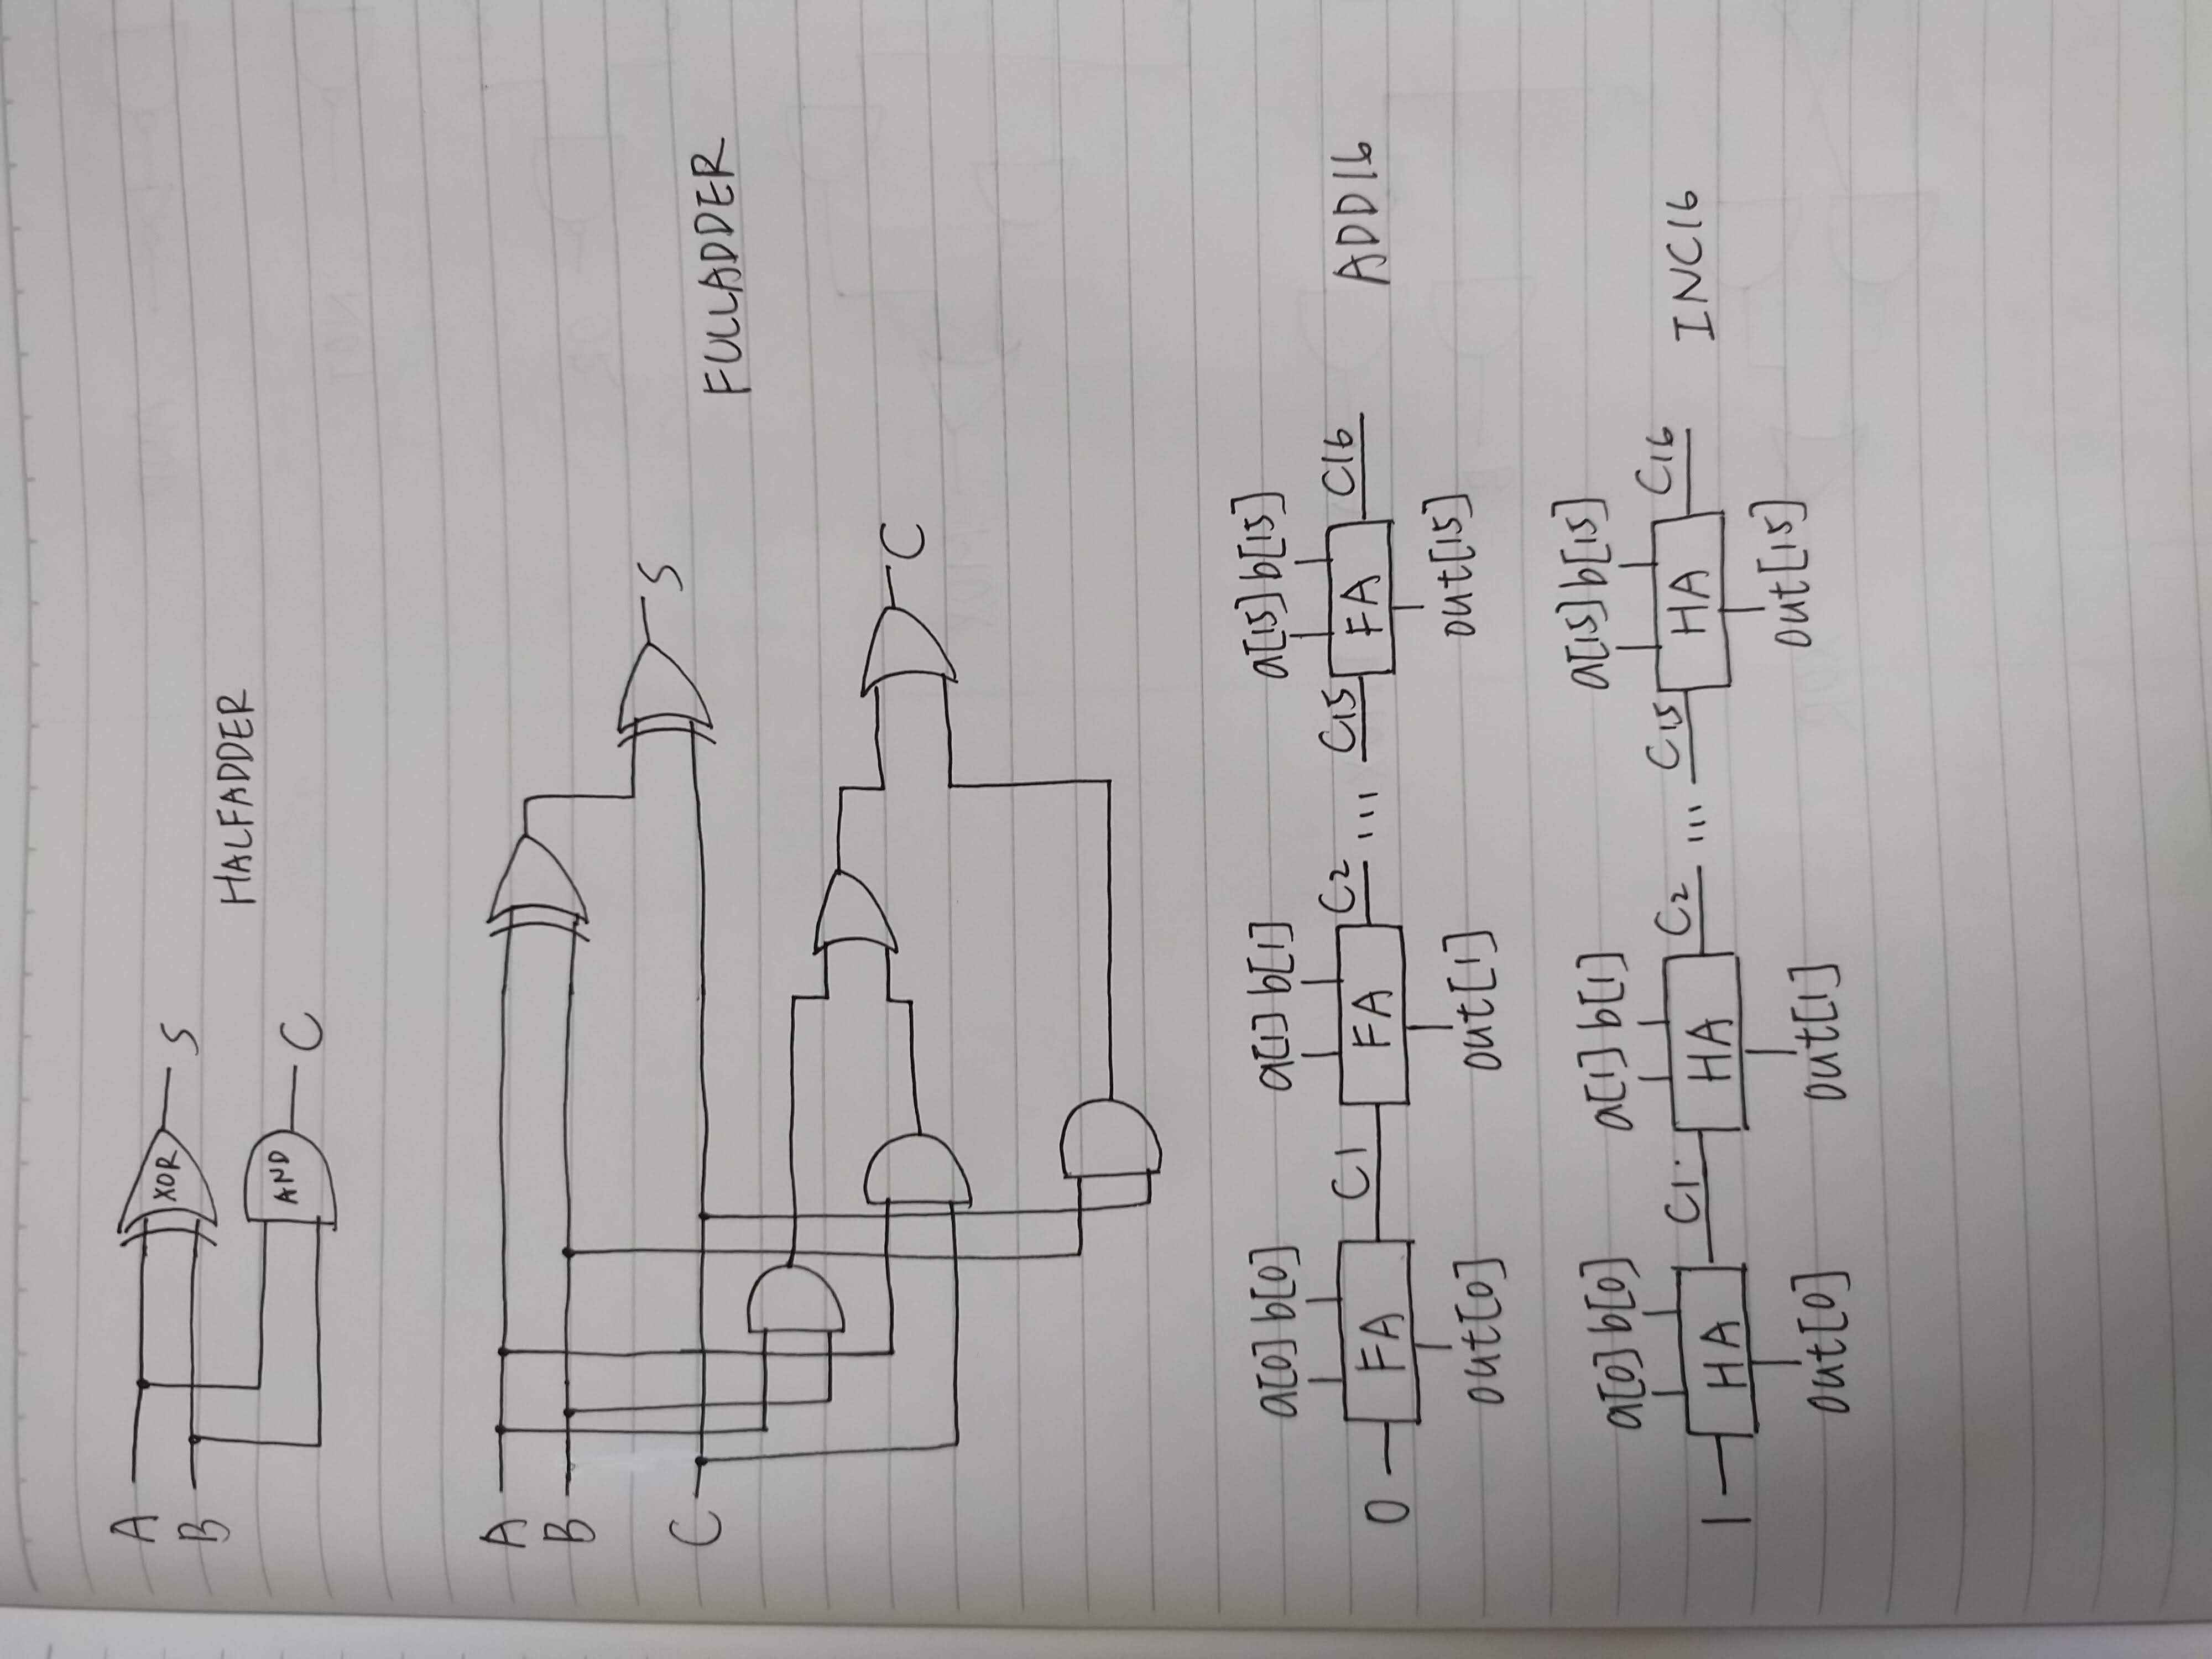 A
XOR
S
B
HALFADDER
AND
C
A
B
S
C
FULLADDER
C
a[0] b[0]
a[1] b[1]
a[15] b[15]
0
FA
C1
FA
C2
...
C15
FA
C16
ADD16
out[0]
out[1]
out[15]
a[0] b[0]
a[1] b[1]
a[15] b[15]
1
HA
C1
HA
C2
...
C15
HA
C16
INC16
out[0]
out[1]
out[15]